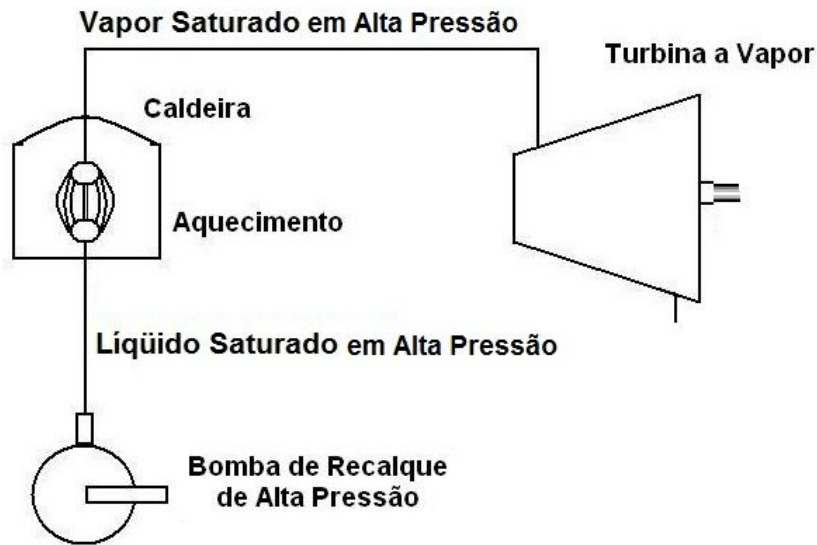 Vapor Saturado em Alta Pressão
Turbina a Vapor
Caldeira
Aquecimento
Líqüido Saturado em Alta Pressão
Bomba de Recalque
de Alta Pressão